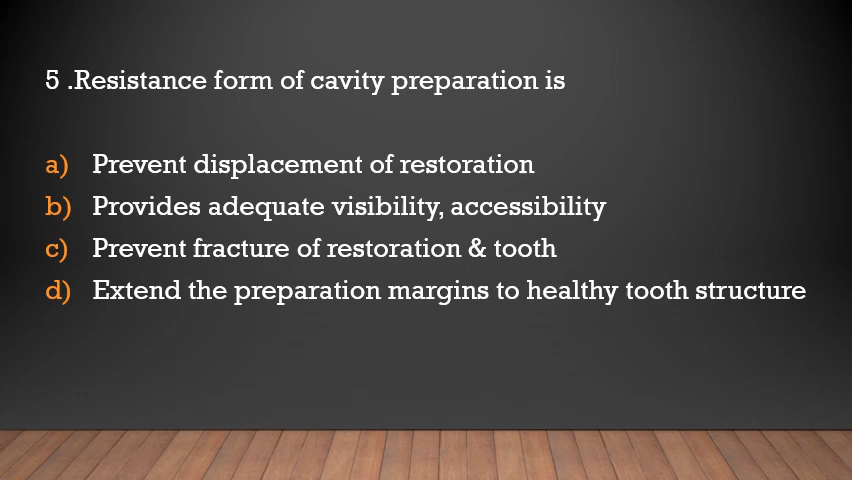 5 .Resistance form of cavity preparation is
a) Prevent displacement of restoration
b) Provides adequate visibility, accessibility
c) Prevent fracture of restoration & tooth
d) Extend the preparation margins to healthy tooth structure